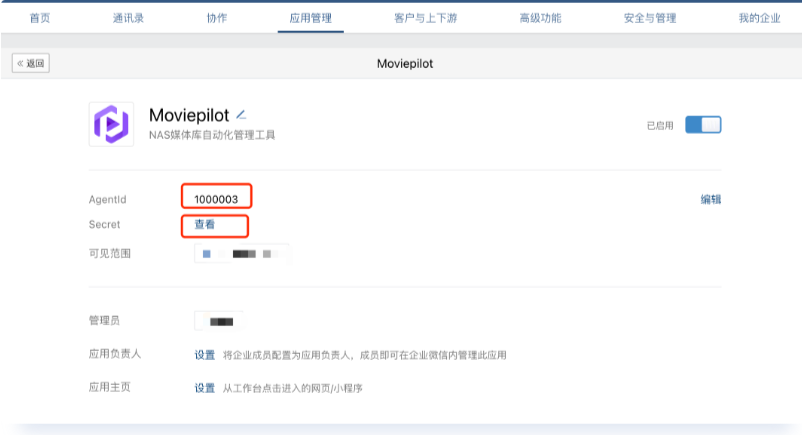 首页 通讯录 协作 应用管理 客户与上下游 高级功能 安全与管理 我的企业
« 返回 Moviepilot
Moviepilot
NAS媒体库自动化管理工具
已启用
AgentId 1000003 编辑
Secret 查看
可见范围
管理员
应用负责人 设置 将企业成员配置为应用负责人，成员即可在企业微信内管理此应用
应用主页 设置 从工作台点击进入的网页/小程序